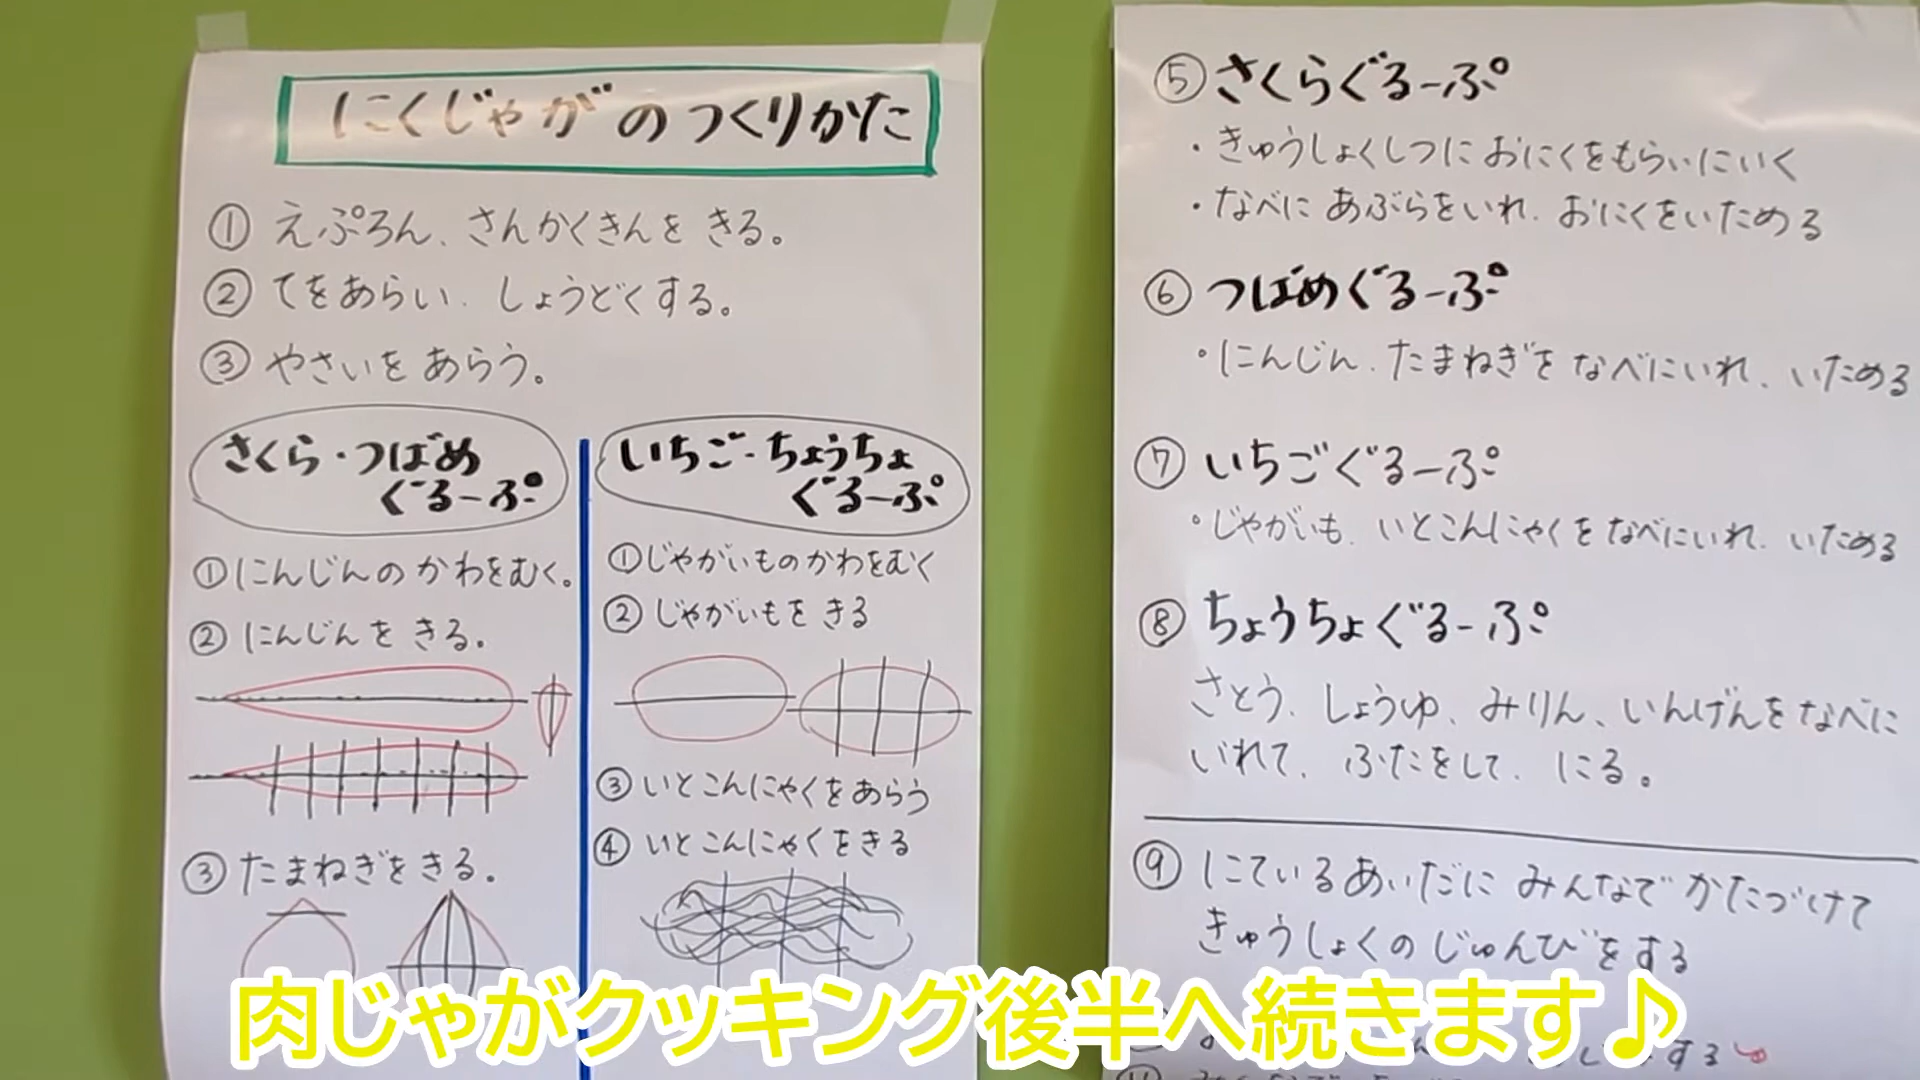 にくじゃがのつくりかた
① えぷろん、さんかくきんを きる。
② てをあらい、しょうどくする。
③ やさいを あらう。
さくら・つばめ
ぐるーぷ
①にんじんのかわをむく。
② にんじんを きる。
③ たまねぎをきる。
いちご・ちょうちょ
ぐるーぷ
①じゃがいものかわをむく
② じゃがいもを きる
③ いとこんにゃくをあらう
④ いとこんにゃくをきる
⑤ さくらぐるーぷ
・きゅうしょくしつに おにくをもらいにいく
・なべに あぶらをいれ、おにくをいためる
⑥ つばめぐるーぷ
・にんじん、たまねぎを なべにいれ、いためる
⑦ いちごぐるーぷ
・じゃがいも、いとこんにゃくを なべにいれ、いためる
⑧ ちょうちょぐるーぷ
さとう、しょうゆ、みりん、いんげんをなべに
いれて、ふたをして、にる。
⑨ にているあいだに みんなで かたづけて
きゅうしょくのじゅんびをする
する
肉じゃがクッキング後半へ続きます♪